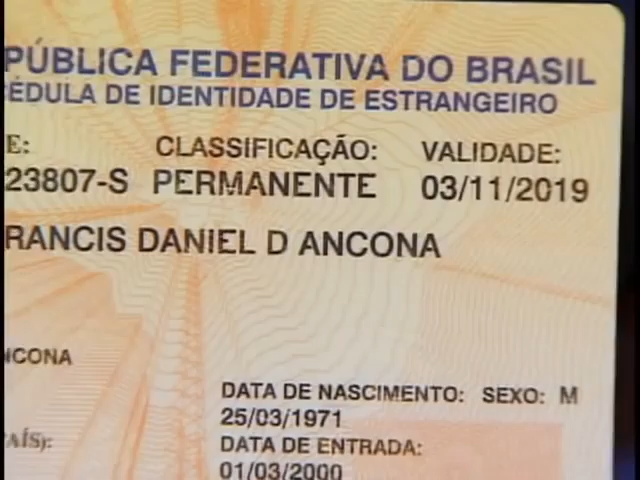 PÚBLICA FEDERATIVA DO BRASIL
ÉDULA DE IDENTIDADE DE ESTRANGEIRO
E: CLASSIFICAÇÃO: VALIDADE:
23807-S PERMANENTE 03/11/2019
RANCIS DANIEL D ANCONA
NCONA
DATA DE NASCIMENTO: SEXO: M
25/03/1971
AÍS): DATA DE ENTRADA:
01/03/2000